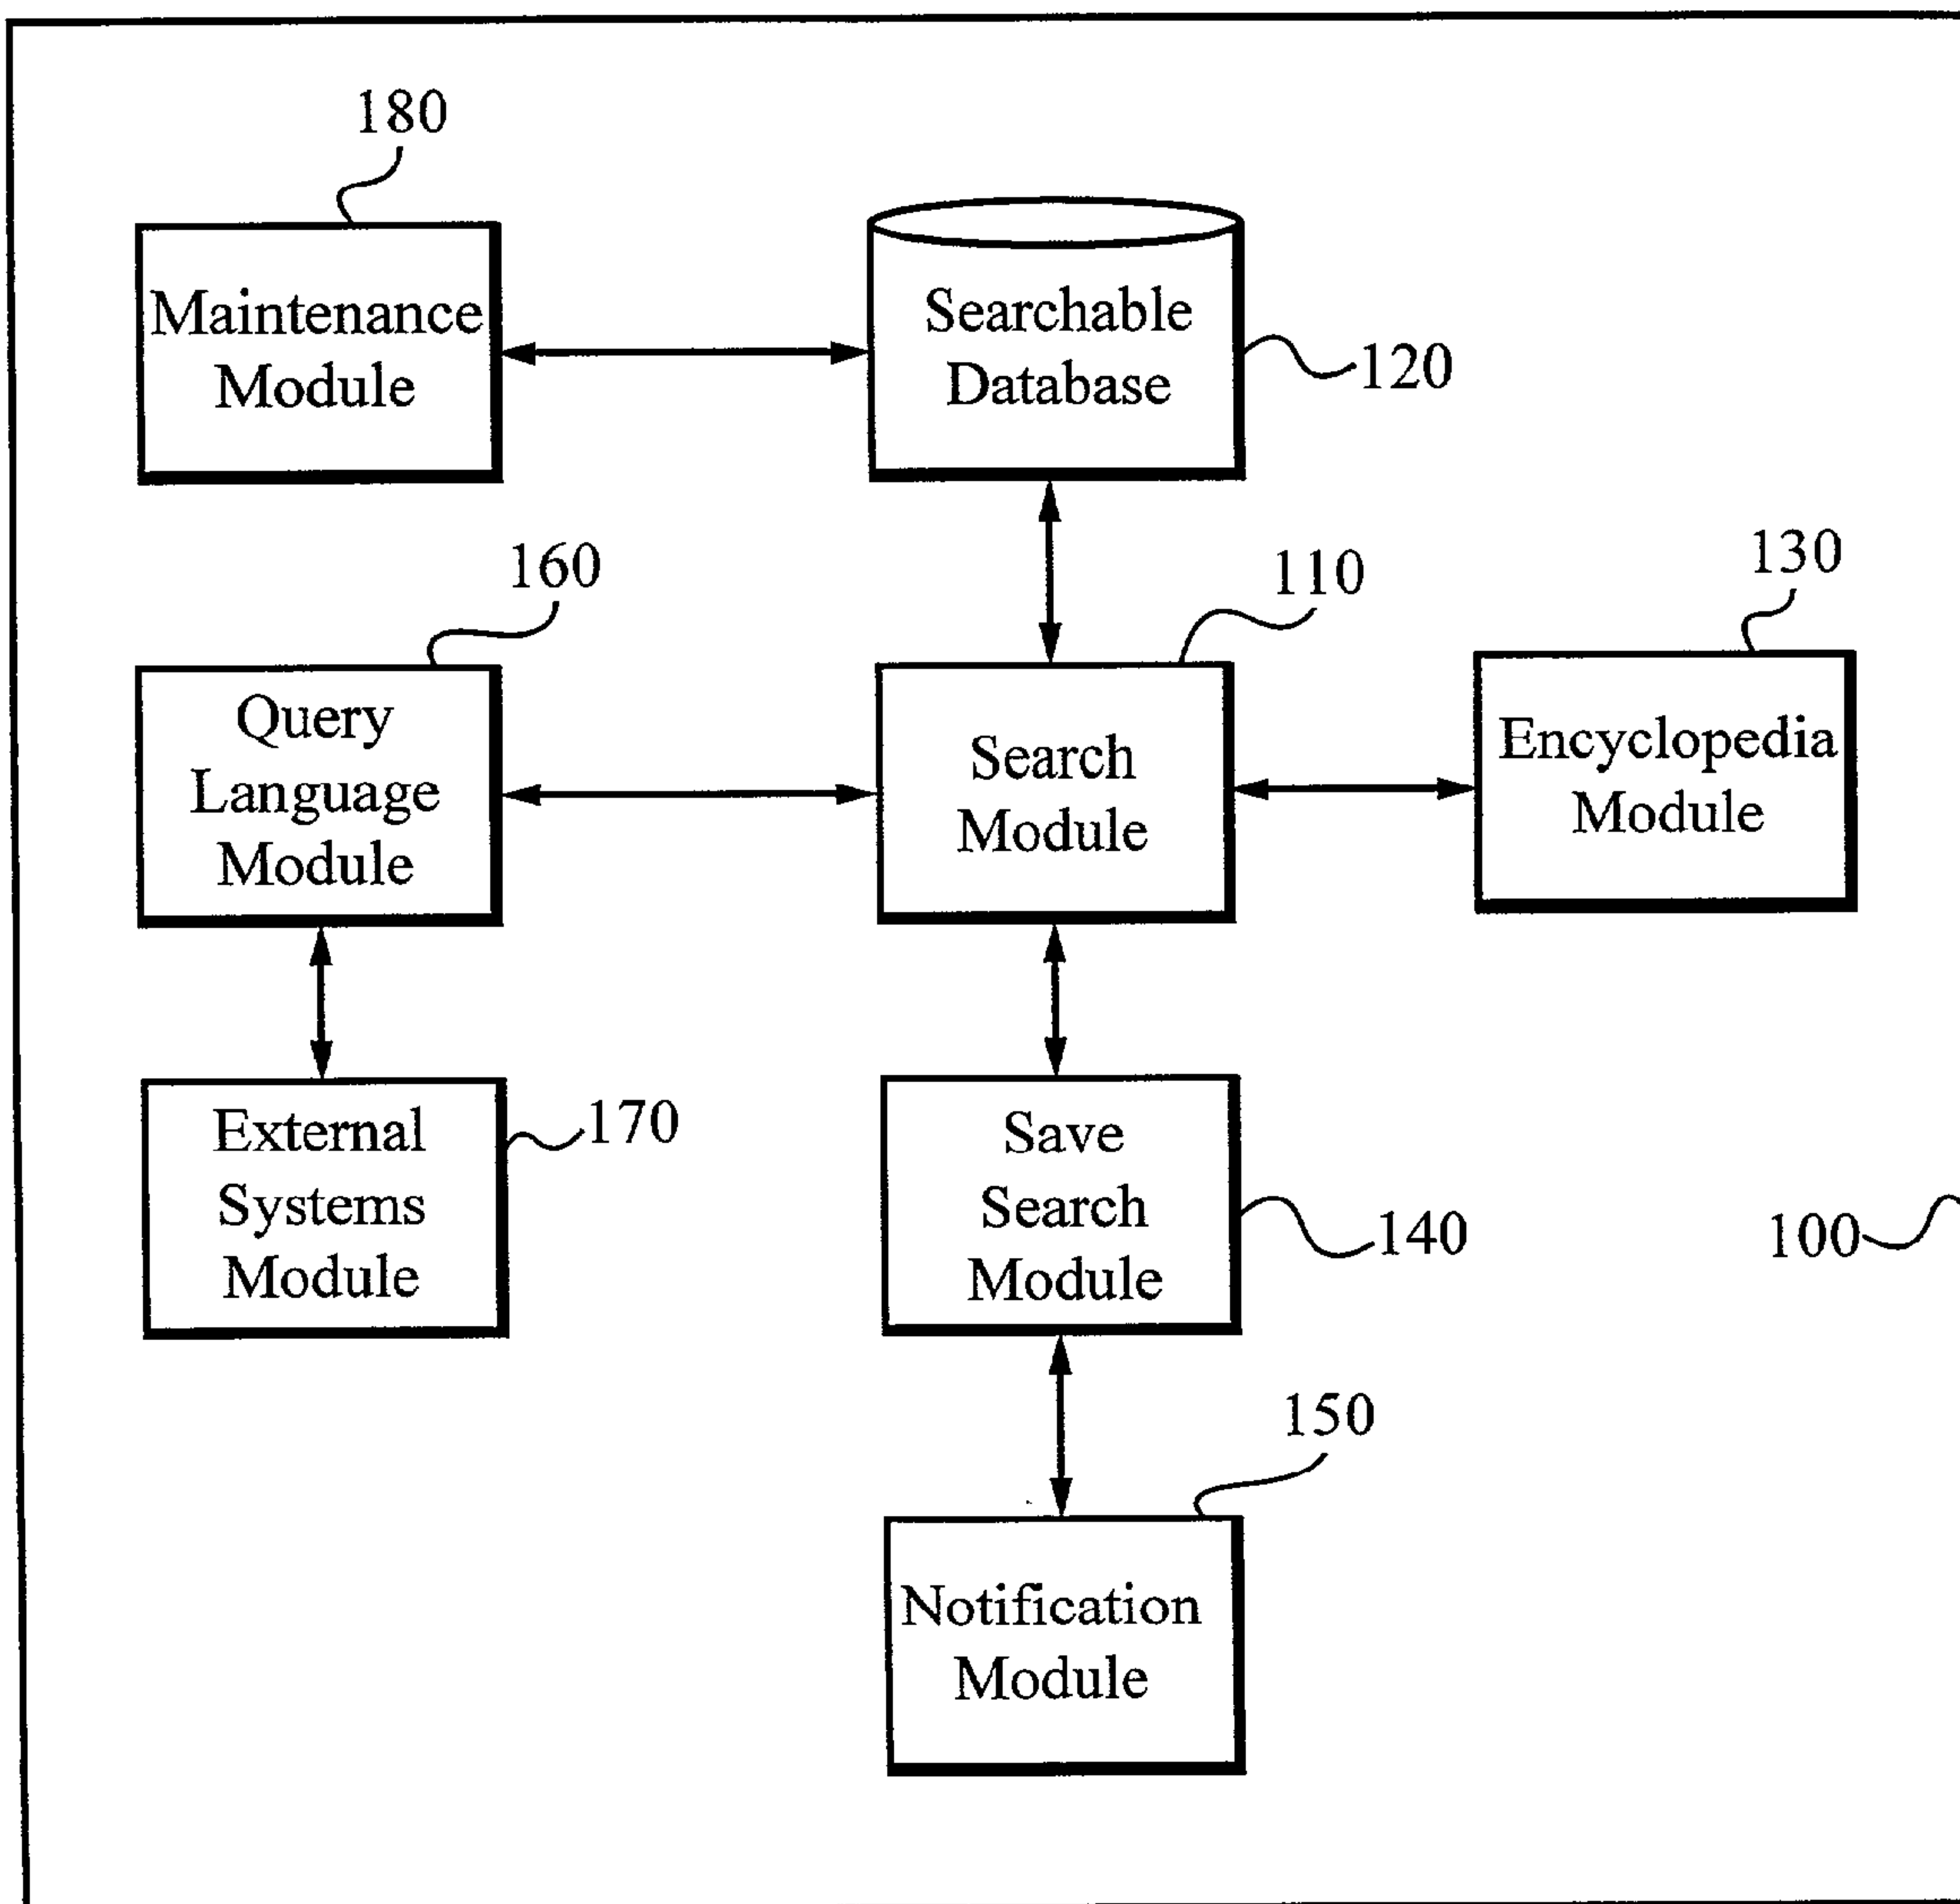 180
Maintenance
Module
Searchable
Database
120
160
Query
Language
Module
110
Search
Module
130
Encyclopedia
Module
External
Systems
Module
170
Save
Search
Module
140
100
150
Notification
Module